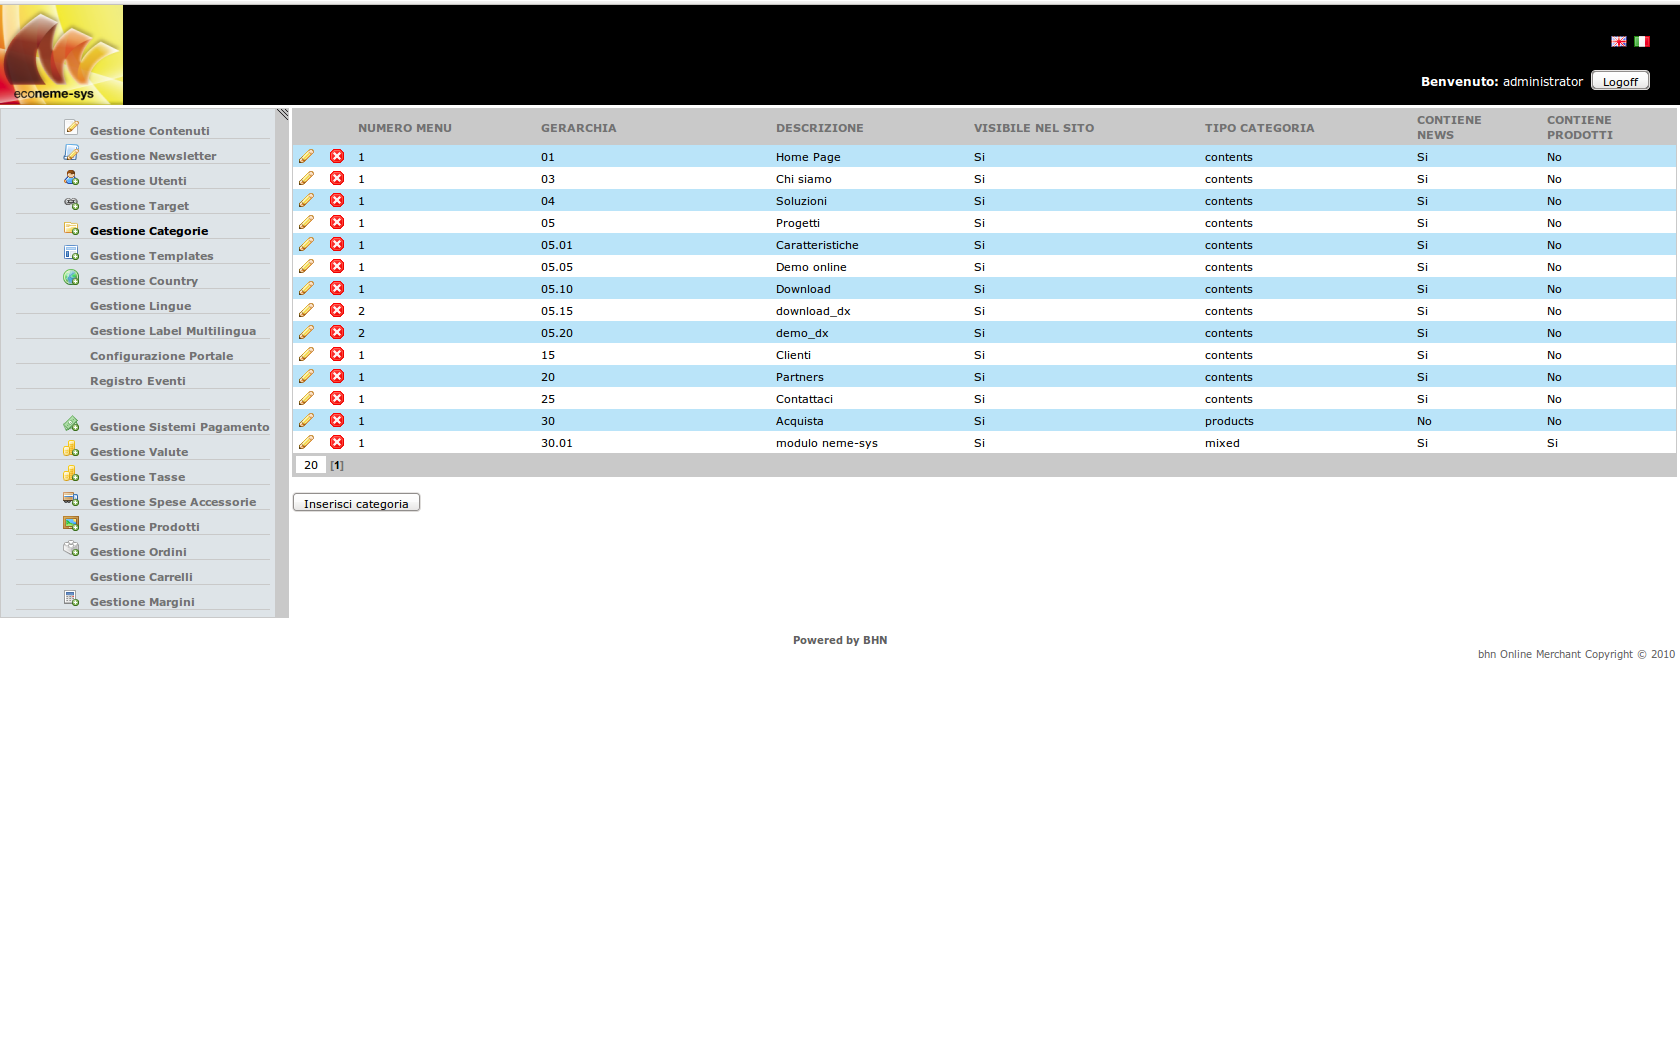 econeme-sys
Benvenuto: administrator Logoff
Gestione Contenuti
Gestione Newsletter
Gestione Utenti
Gestione Target
Gestione Categorie
Gestione Templates
Gestione Country
Gestione Lingue
Gestione Label Multilingua
Configurazione Portale
Registro Eventi
Gestione Sistemi Pagamento
Gestione Valute
Gestione Tasse
Gestione Spese Accessorie
Gestione Prodotti
Gestione Ordini
Gestione Carrelli
Gestione Margini
NUMERO MENU GERARCHIA DESCRIZIONE VISIBILE NEL SITO TIPO CATEGORIA CONTIENE NEWS CONTIENE PRODOTTI
1 01 Home Page Si contents Si No
1 03 Chi siamo Si contents Si No
1 04 Soluzioni Si contents Si No
1 05 Progetti Si contents Si No
1 05.01 Caratteristiche Si contents Si No
1 05.05 Demo online Si contents Si No
1 05.10 Download Si contents Si No
2 05.15 download_dx Si contents Si No
2 05.20 demo_dx Si contents Si No
1 15 Clienti Si contents Si No
1 20 Partners Si contents Si No
1 25 Contattaci Si contents Si No
1 30 Acquista Si products No No
1 30.01 modulo neme-sys Si mixed Si Si
20 [1]
Inserisci categoria
Powered by BHN
bhn Online Merchant Copyright © 2010